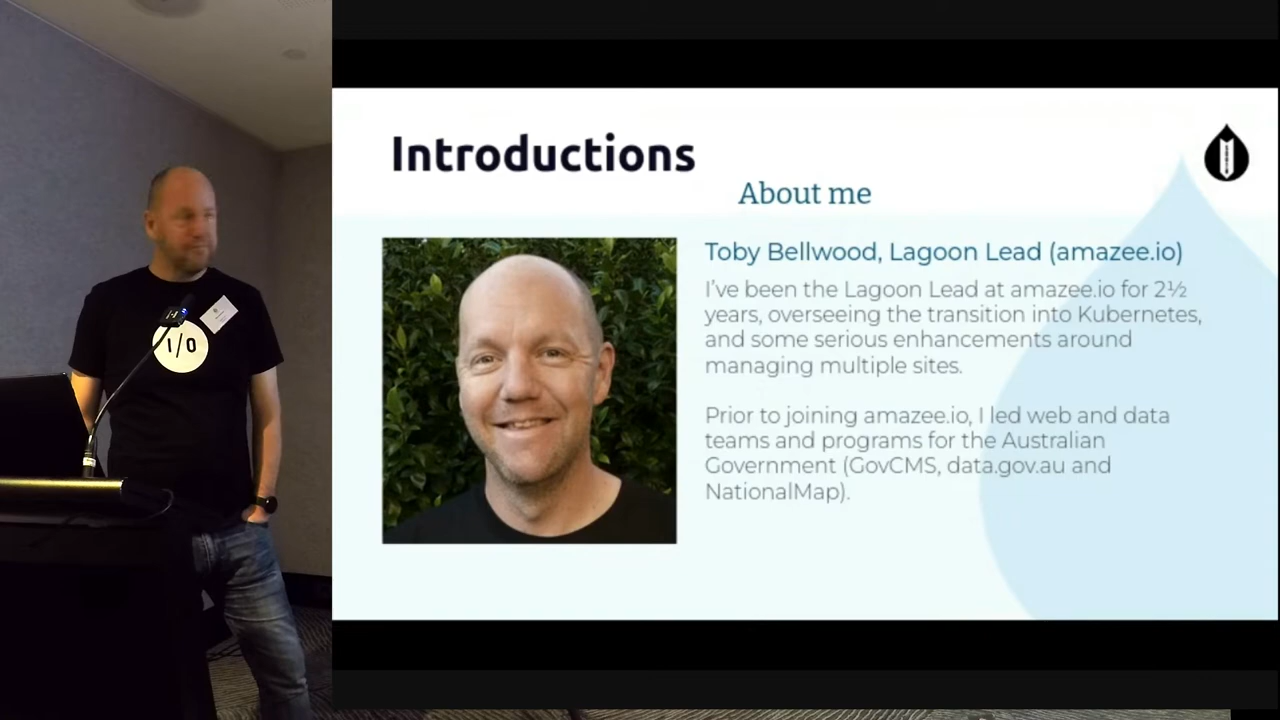 Introductions
About me
Toby Bellwood, Lagoon Lead (amazee.io)
I've been the Lagoon Lead at amazee.io for 2½
years, overseeing the transition into Kubernetes,
and some serious enhancements around
managing multiple sites.
Prior to joining amazee.io, I led web and data
teams and programs for the Australian
Government (GovCMS, data.gov.au and
NationalMap).
I/O